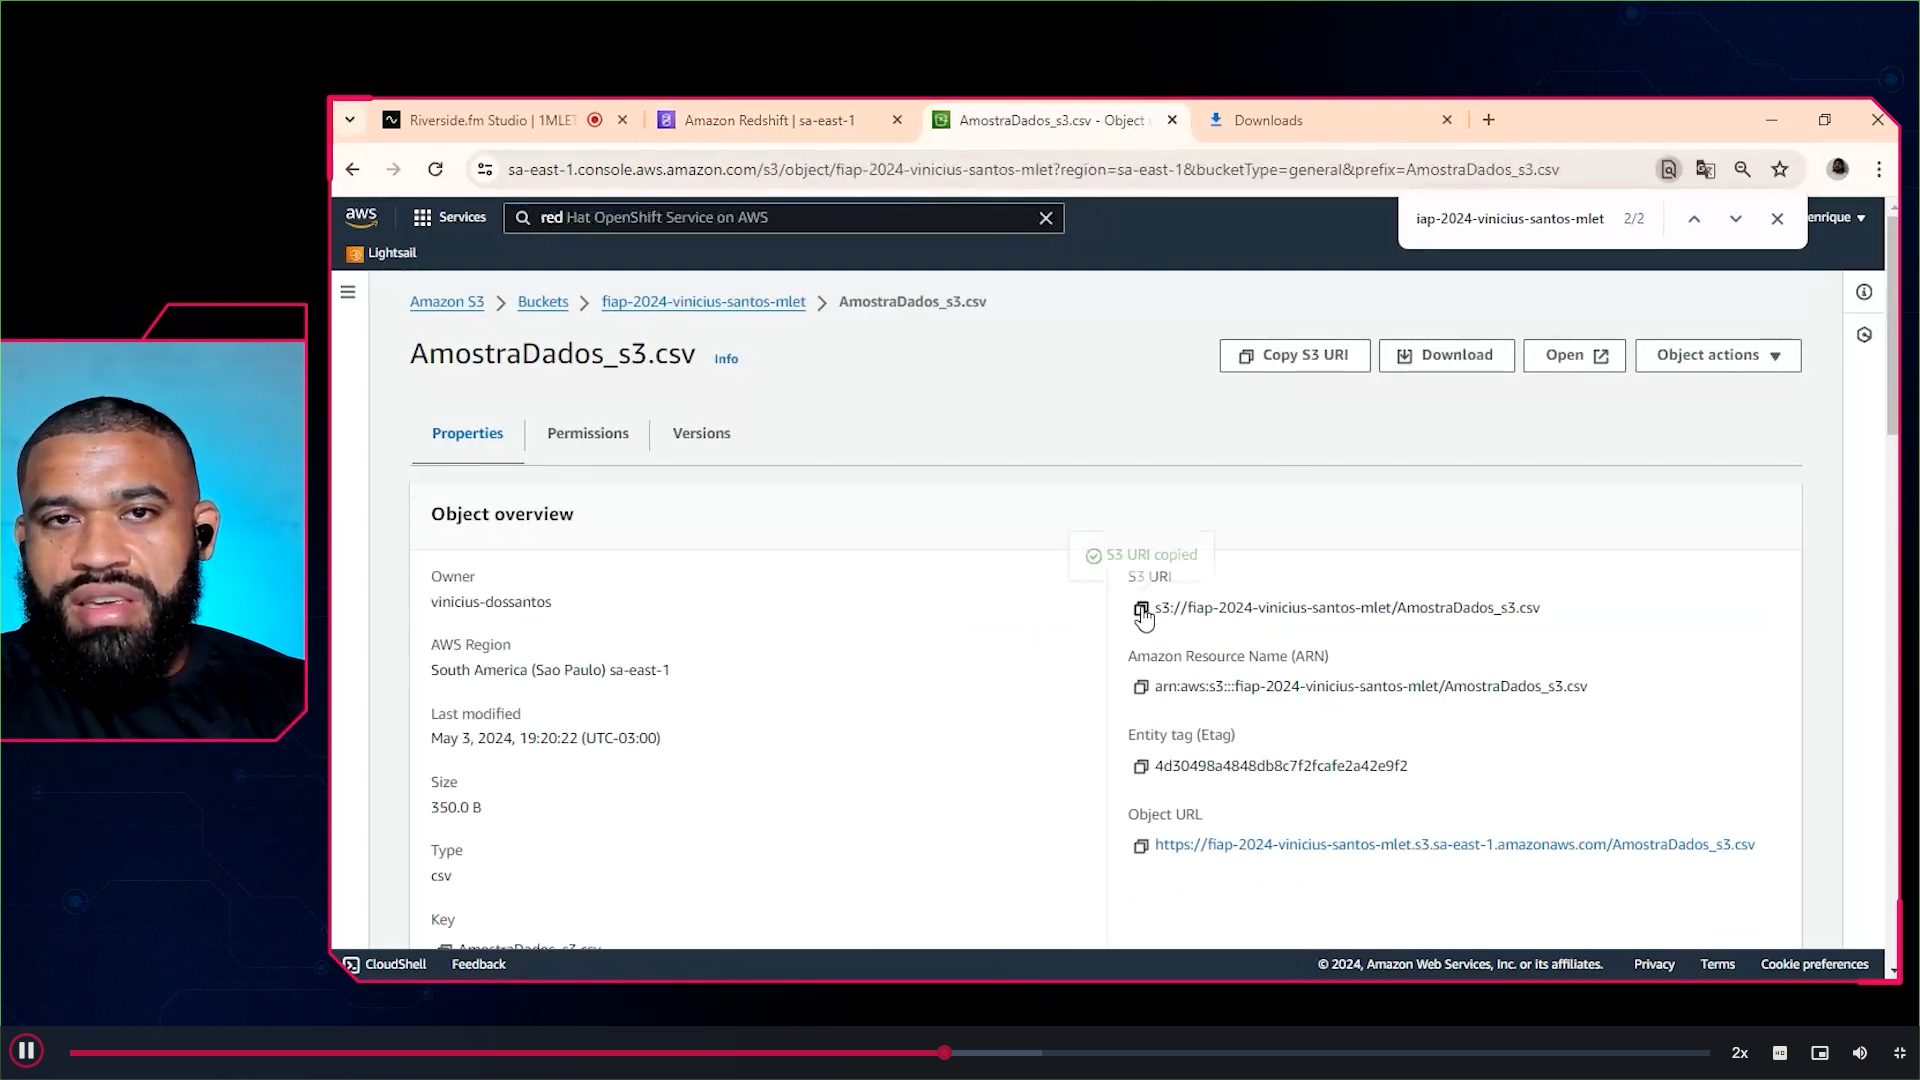 Riverside.fm Studio | 1MLET
Amazon Redshift | sa-east-1
AmostraDados_s3.csv - Object
Downloads
sa-east-1.console.aws.amazon.com/s3/object/fiap-2024-vinicius-santos-mlet?region=sa-east-1&bucketType=general&prefix=AmostraDados_s3.csv
aws
Services
red Hat OpenShift Service on AWS
iap-2024-vinicius-santos-mlet 2/2
enrique
Lightsail
Amazon S3 > Buckets > fiap-2024-vinicius-santos-mlet > AmostraDados_s3.csv
AmostraDados_s3.csv Info
Copy S3 URI
Download
Open
Object actions
Properties
Permissions
Versions
Object overview
S3 URI copied
Owner
vinicius-dossantos
AWS Region
South America (Sao Paulo) sa-east-1
Last modified
May 3, 2024, 19:20:22 (UTC-03:00)
Size
350.0 B
Type
csv
Key
AmostraDados_s3.csv
S3 URI
s3://fiap-2024-vinicius-santos-mlet/AmostraDados_s3.csv
Amazon Resource Name (ARN)
arn:aws:s3:::fiap-2024-vinicius-santos-mlet/AmostraDados_s3.csv
Entity tag (Etag)
4d30498a4848db8c7f2fcafe2a42e9f2
Object URL
https://fiap-2024-vinicius-santos-mlet.s3.sa-east-1.amazonaws.com/AmostraDados_s3.csv
CloudShell
Feedback
© 2024, Amazon Web Services, Inc. or its affiliates.
Privacy
Terms
Cookie preferences
2x
HD